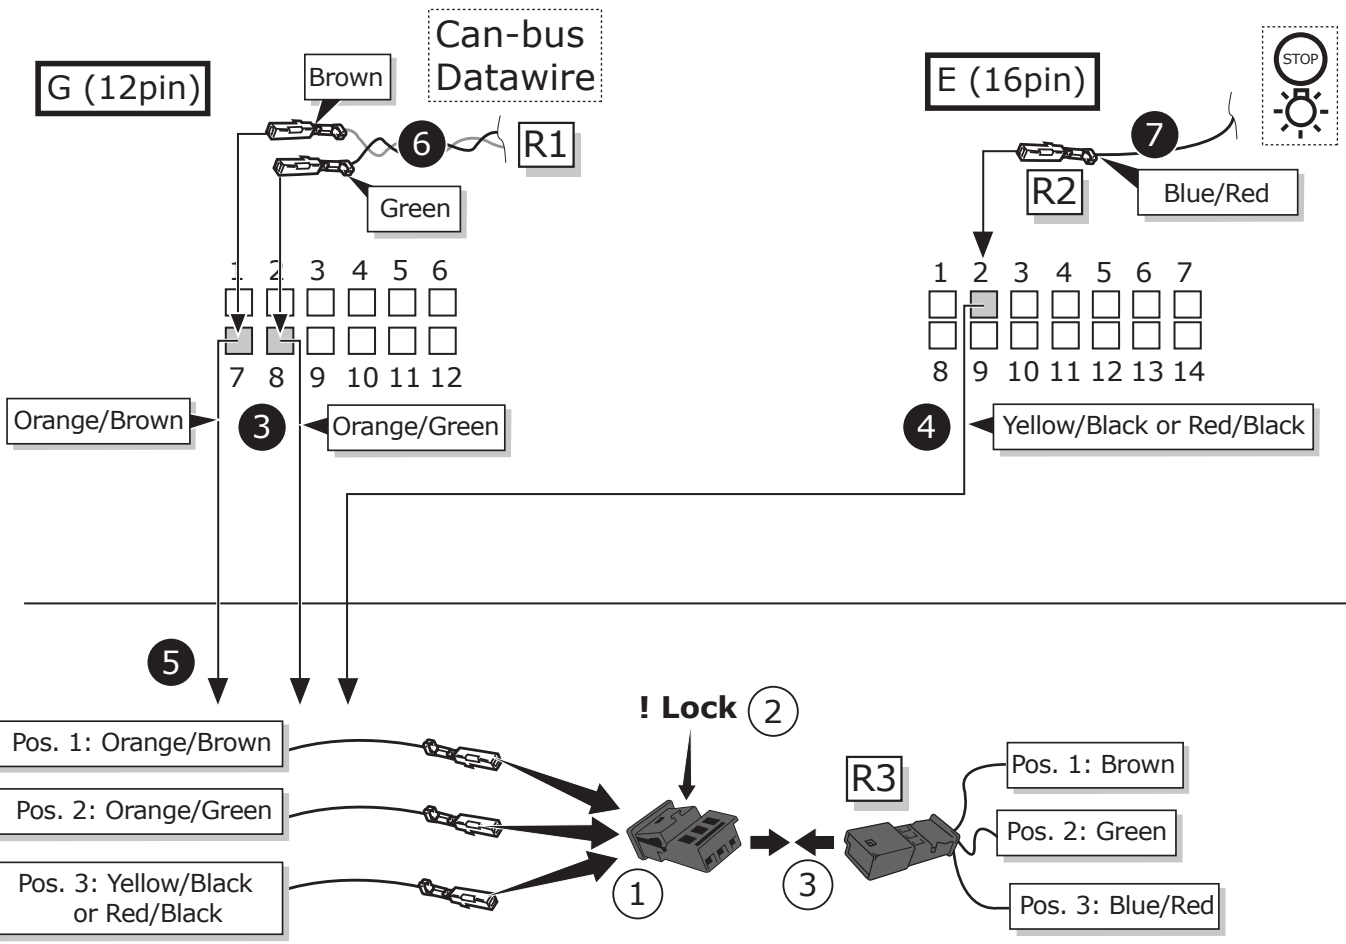 Can-bus
Datawire
G (12pin)
Brown
6
R1
Green
1 2 3 4 5 6
7 8 9 10 11 12
Orange/Brown
3
Orange/Green
E (16pin)
STOP
7
R2
Blue/Red
1 2 3 4 5 6 7
8 9 10 11 12 13 14
4
Yellow/Black or Red/Black
5
! Lock 2
Pos. 1: Orange/Brown
Pos. 2: Orange/Green
Pos. 3: Yellow/Black
or Red/Black
1
3
R3
Pos. 1: Brown
Pos. 2: Green
Pos. 3: Blue/Red